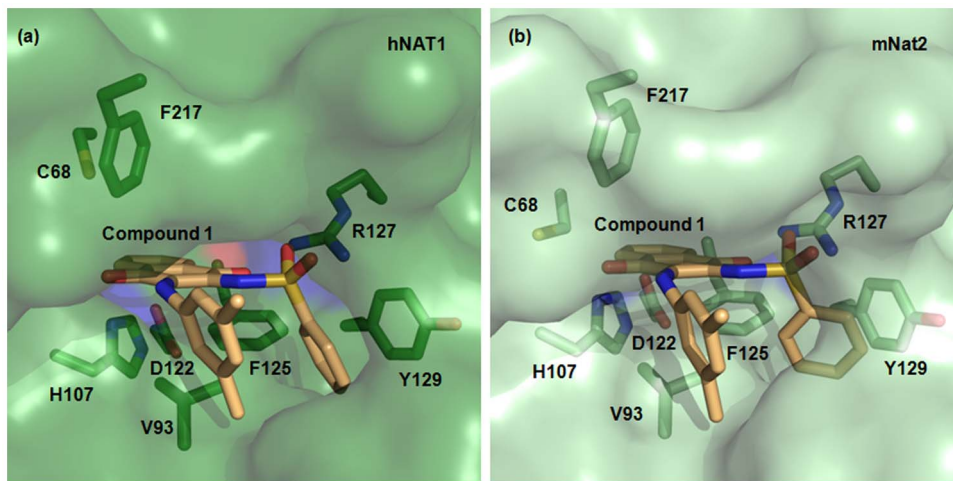 (a)
hNAT1
F217
C68
R127
Compound 1
H107
D122
F125
Y129
V93
(b)
mNat2
F217
C68
R127
Compound 1
H107
D122
F125
Y129
V93